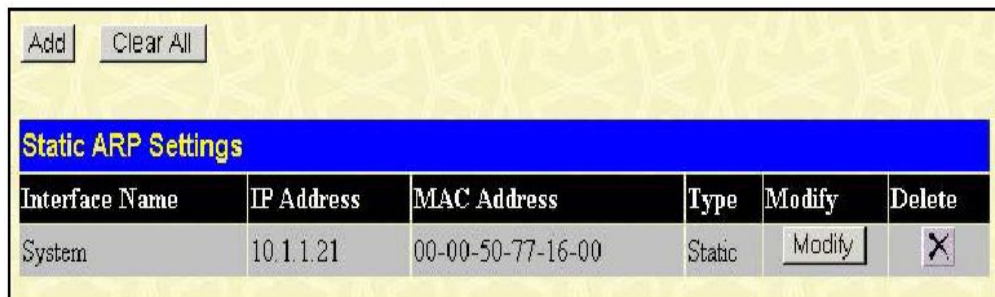 Add Clear All
Static ARP Settings
Interface Name IP Address MAC Address Type Modify Delete
System 10.1.1.21 00-00-50-77-16-00 Static Modify X